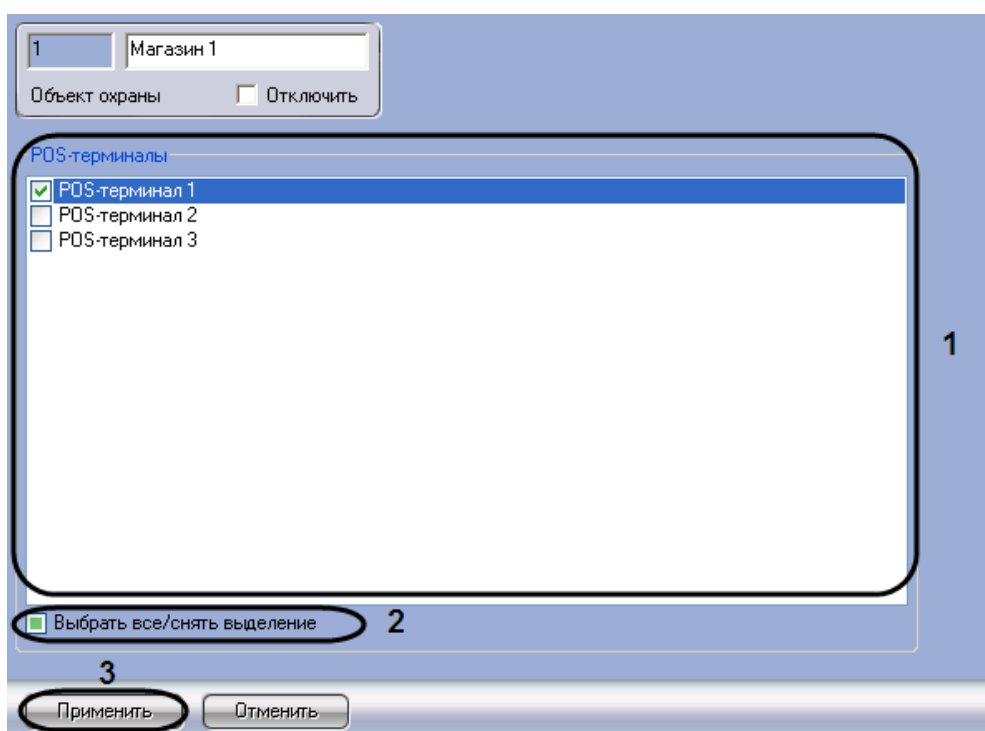 1 Магазин 1
Объект охраны Отключить
POS-терминалы
POS-терминал 1
POS-терминал 2
POS-терминал 3
1
Выбрать все/снять выделение 2
3
Применить Отменить